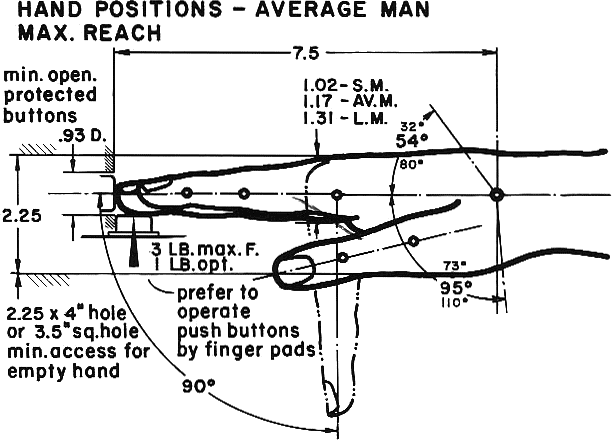 HAND POSITIONS – AVERAGE MAN
MAX. REACH
7.5
min. open.
protected
buttons
.93 D.
1.02 – S.M.
1.17 – AV.M.
1.31 – L.M.
32°
54°
80°
2.25
3 LB. max. F.
1 LB. opt.
prefer to
operate
push buttons
by finger pads
73°
95°
110°
2.25 x 4" hole
or 3.5" sq. hole
min. access for
empty hand
90°